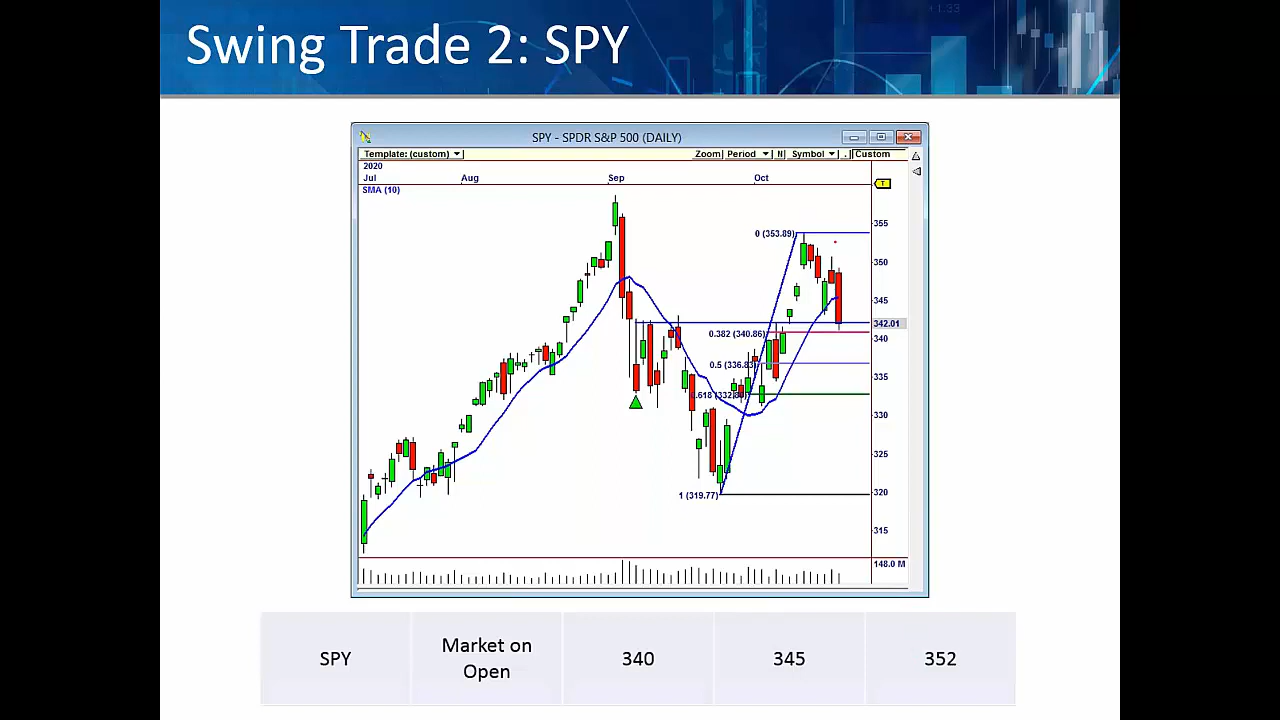 Swing Trade 2: SPY
SPY - SPDR S&P 500 (DAILY)
Template: (custom) Zoom Period N Symbol . Custom
2020
Jul Aug Sep Oct
SMA (10)
T
355
0 (353.89)
350
345
342.01
0.382 (340.86)
340
0.5 (336.83)
335
330
325
320
1 (319.77)
315
148.0 M
SPY
Market on
Open
340
345
352